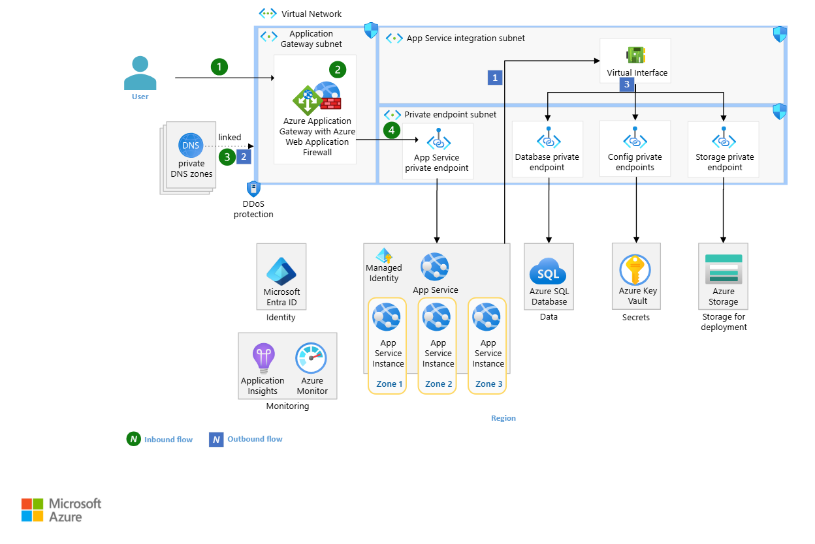 Virtual Network
Application
Gateway subnet
App Service integration subnet
1
2
User
Azure Application
Gateway with Azure
Web Application
Firewall
1
Virtual Interface
3
Private endpoint subnet
4
App Service
private endpoint
Database private
endpoint
Config private
endpoints
Storage private
endpoint
linked
DNS
3
2
private
DNS zones
DDoS
protection
Microsoft
Entra ID
Identity
Managed
Identity
App Service
App
Service
Instance
Zone 1
App
Service
Instance
Zone 2
App
Service
Instance
Zone 3
SQL
Azure SQL
Database
Data
Azure Key
Vault
Secrets
Azure
Storage
Storage for
deployment
Application
Insights
Azure
Monitor
Monitoring
Region
N Inbound flow
N Outbound flow
Microsoft
Azure